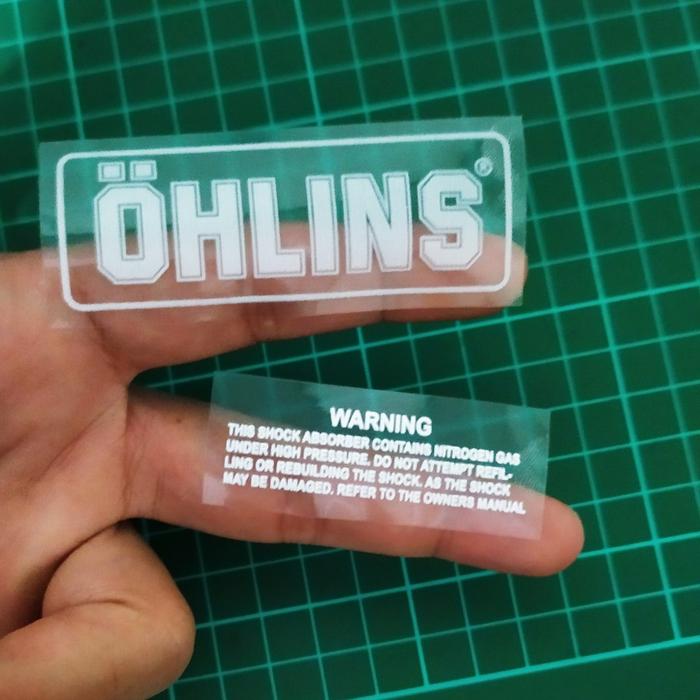 ÖHLINS®
WARNING
THIS SHOCK ABSORBER CONTAINS NITROGEN GAS
UNDER HIGH PRESSURE. DO NOT ATTEMPT REFIL-
LING OR REBUILDING THE SHOCK. AS THE SHOCK
MAY BE DAMAGED. REFER TO THE OWNERS MANUAL